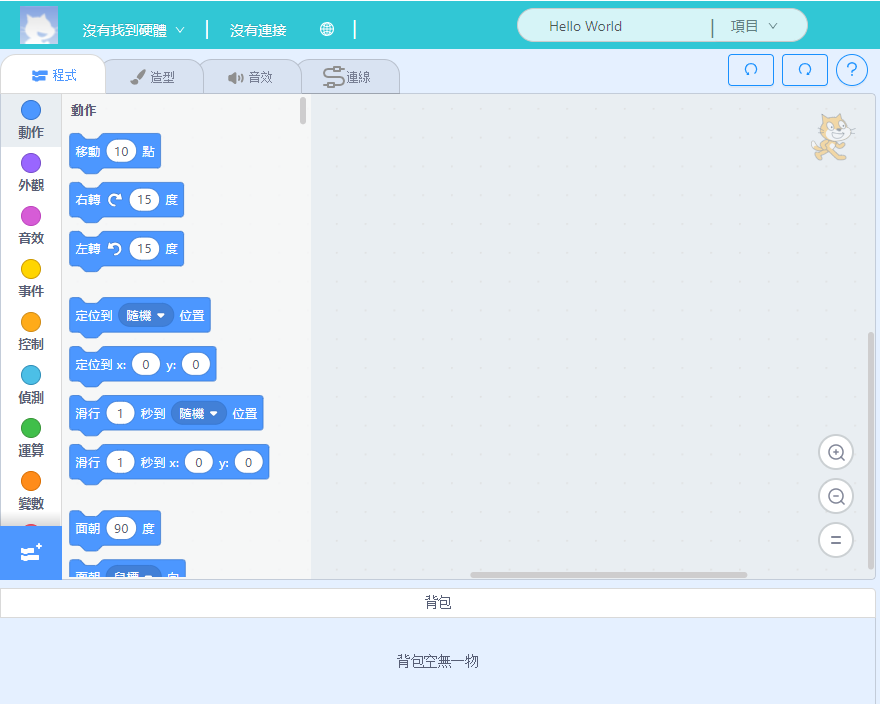 沒有找到硬體 沒有連接 Hello World 項目
程式 造型 音效 連線 ?
動作
外觀
音效
事件
控制
偵測
運算
變數
動作
移動 10 點
右轉 15 度
左轉 15 度
定位到 隨機 位置
定位到 x: 0 y: 0
滑行 1 秒到 隨機 位置
滑行 1 秒到 x: 0 y: 0
面朝 90 度
面朝 鼠標 向
背包
背包空無一物